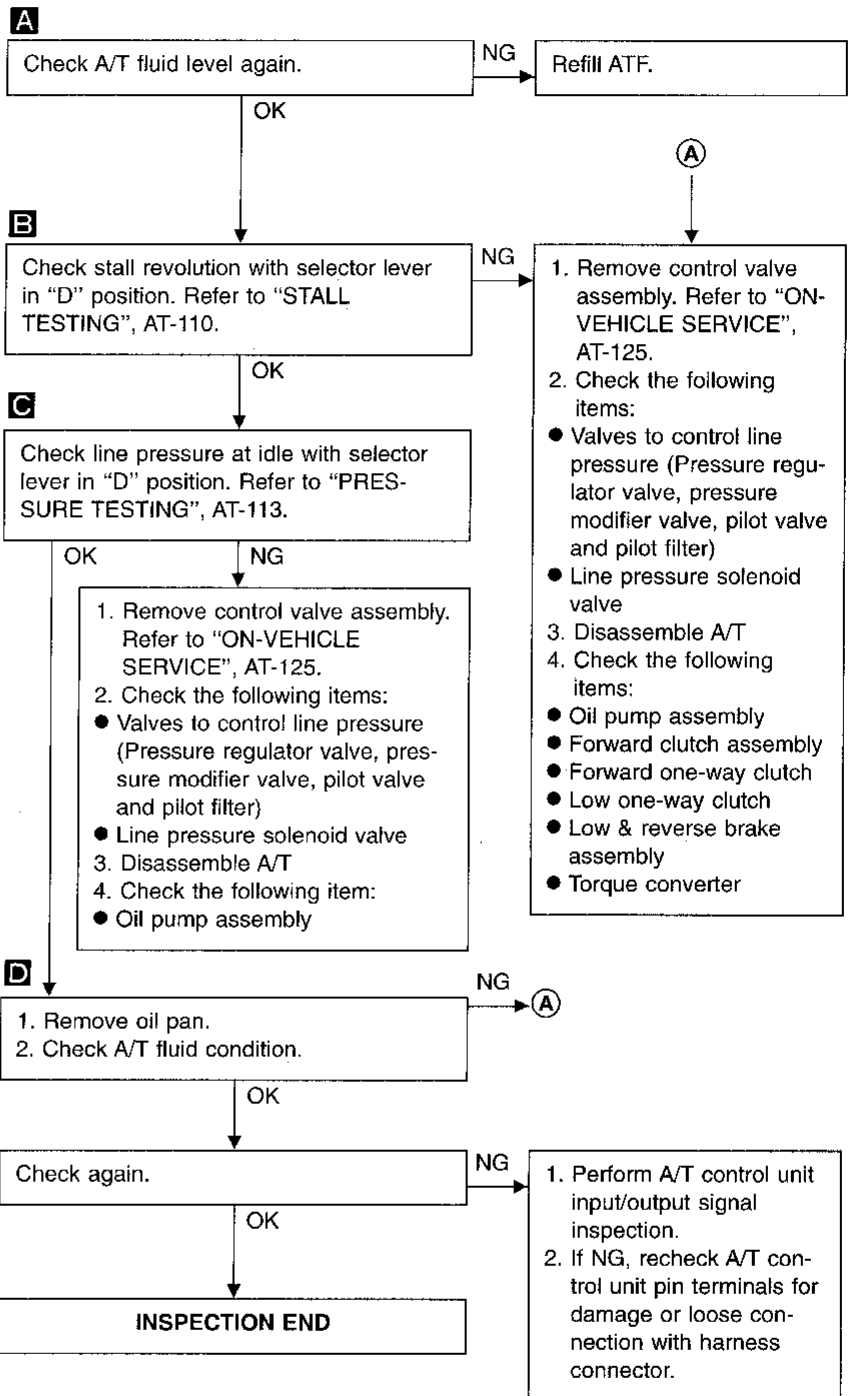 A
Check A/T fluid level again.
NG
Refill ATF.
OK
A
B
Check stall revolution with selector lever
in "D" position. Refer to "STALL
TESTING", AT-110.
NG
1. Remove control valve
assembly. Refer to "ON-
VEHICLE SERVICE",
AT-125.
2. Check the following
items:
● Valves to control line
pressure (Pressure regu-
lator valve, pressure
modifier valve, pilot valve
and pilot filter)
● Line pressure solenoid
valve
3. Disassemble A/T
4. Check the following
items:
● Oil pump assembly
● Forward clutch assembly
● Forward one-way clutch
● Low one-way clutch
● Low & reverse brake
assembly
● Torque converter
OK
C
Check line pressure at idle with selector
lever in "D" position. Refer to "PRES-
SURE TESTING", AT-113.
OK
NG
1. Remove control valve assembly.
Refer to "ON-VEHICLE
SERVICE", AT-125.
2. Check the following items:
● Valves to control line pressure
(Pressure regulator valve, pres-
sure modifier valve, pilot valve
and pilot filter)
● Line pressure solenoid valve
3. Disassemble A/T
4. Check the following item:
● Oil pump assembly
D
1. Remove oil pan.
2. Check A/T fluid condition.
NG
A
OK
Check again.
NG
1. Perform A/T control unit
input/output signal
inspection.
2. If NG, recheck A/T con-
trol unit pin terminals for
damage or loose con-
nection with harness
connector.
OK
INSPECTION END